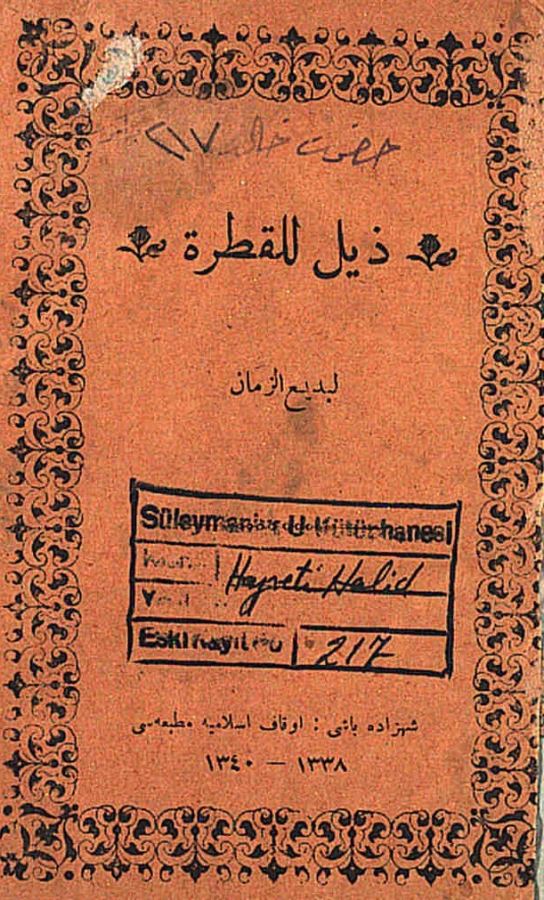 حضرت خالد ٢١٧
ذيل للقطرة
لبديع الزمان
Süleymaniye U. Kütüphanesi
Hayreti Halid
Eski Kayıt No 217
شهزاده باشى : اوقاف اسلاميه مطبعه‌سى
١٣٤٠ — ١٣٣٨